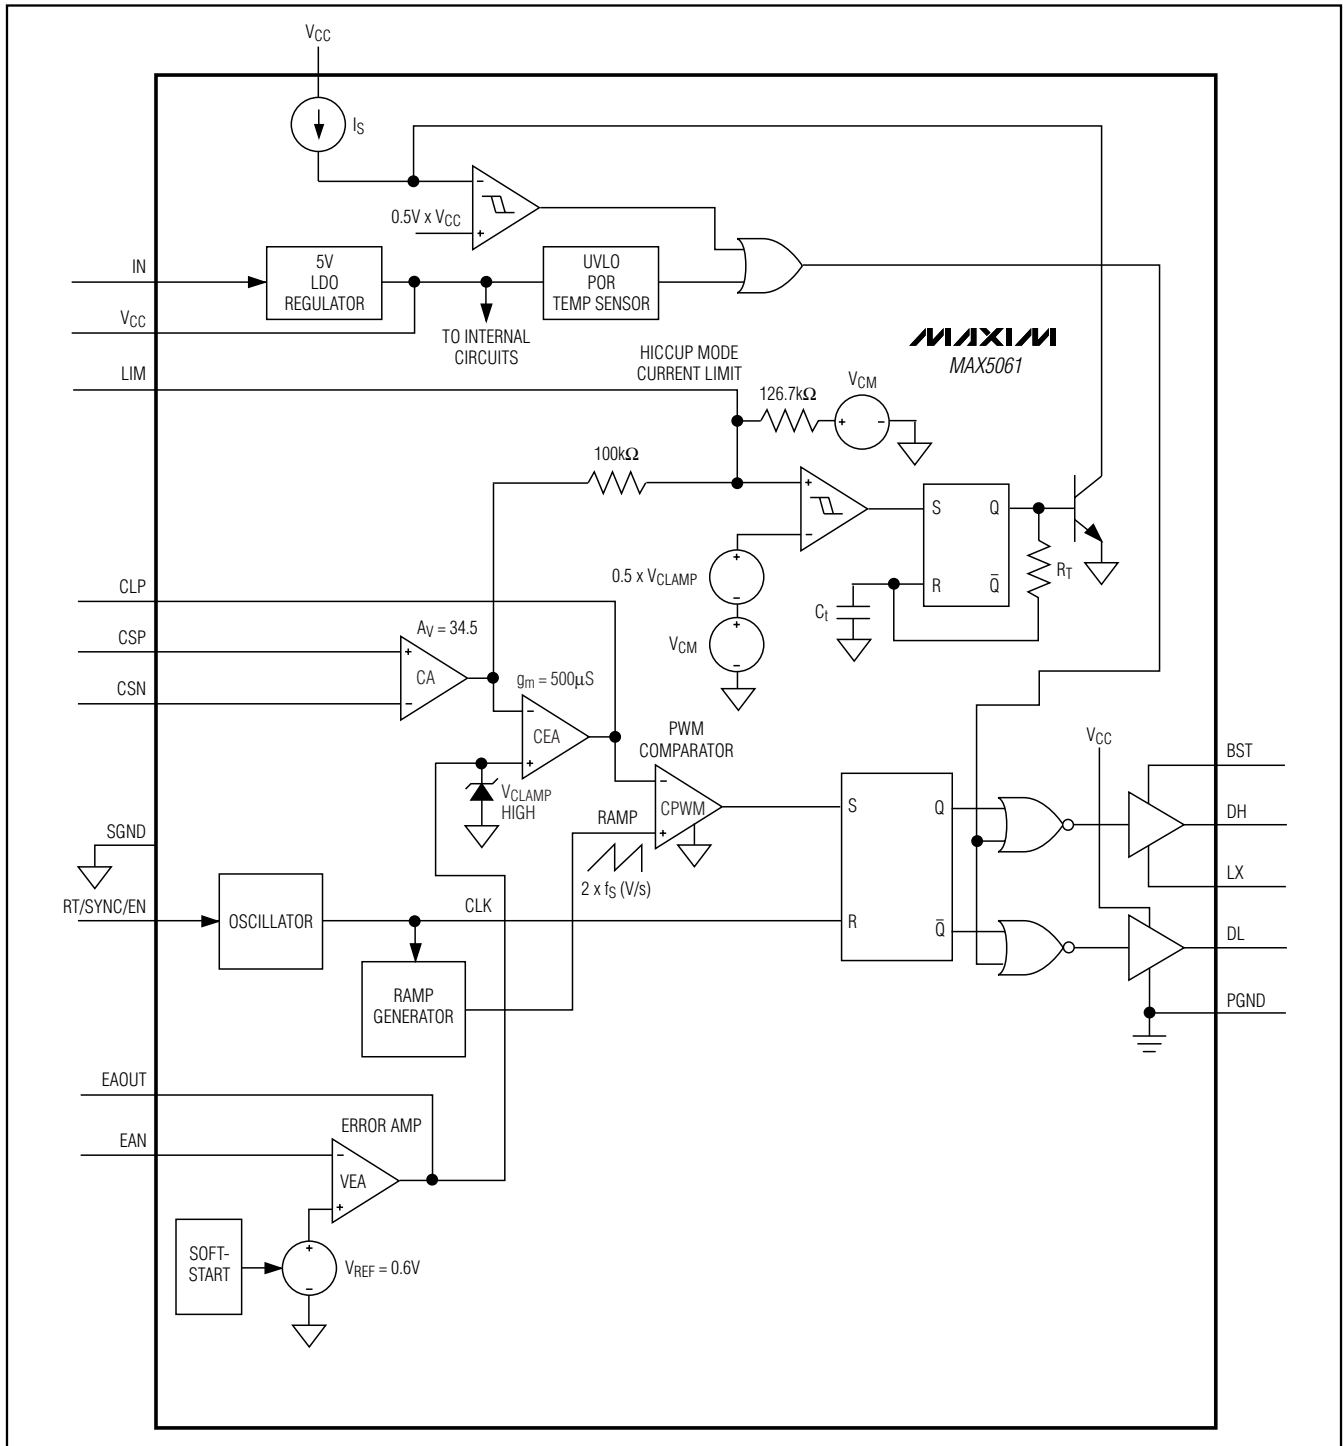 VCC
IS
0.5V x VCC
-
+
IN
5V
LDO
REGULATOR
UVLO
POR
TEMP SENSOR
VCC
TO INTERNAL
CIRCUITS
MAXIM
MAX5061
LIM
HICCUP MODE
CURRENT LIMIT
126.7kΩ
VCM
+
-
100kΩ
+
-
S
Q
R
Q̅
RT
Ct
0.5 x VCLAMP
+
-
VCM
+
-
CLP
CSP
CSN
AV = 34.5
+
CA
-
gm = 500µS
-
CEA
+
VCLAMP
HIGH
PWM
COMPARATOR
-
CPWM
+
RAMP
2 x fS (V/s)
S
Q
R
Q̅
VCC
BST
DH
LX
DL
PGND
SGND
RT/SYNC/EN
OSCILLATOR
CLK
RAMP
GENERATOR
EAOUT
EAN
ERROR AMP
-
VEA
+
SOFT-
START
+
-
VREF = 0.6V